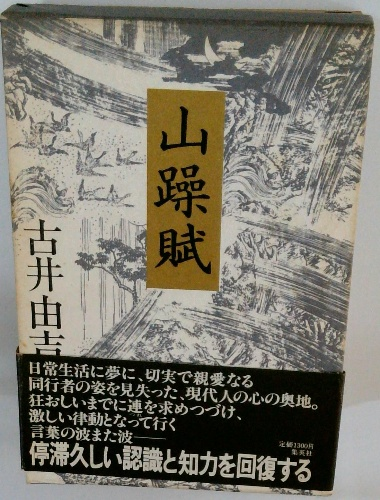 山躁賦
古井由吉
日常生活に夢に、切実で親愛なる
同行者の姿を見失った、現代人の心の奥地。
狂おしいまでに連を求めつづけ、
激しい律動となって行く
言葉の波また波――
停滞久しい認識と知力を回復する
定価1300円
集英社